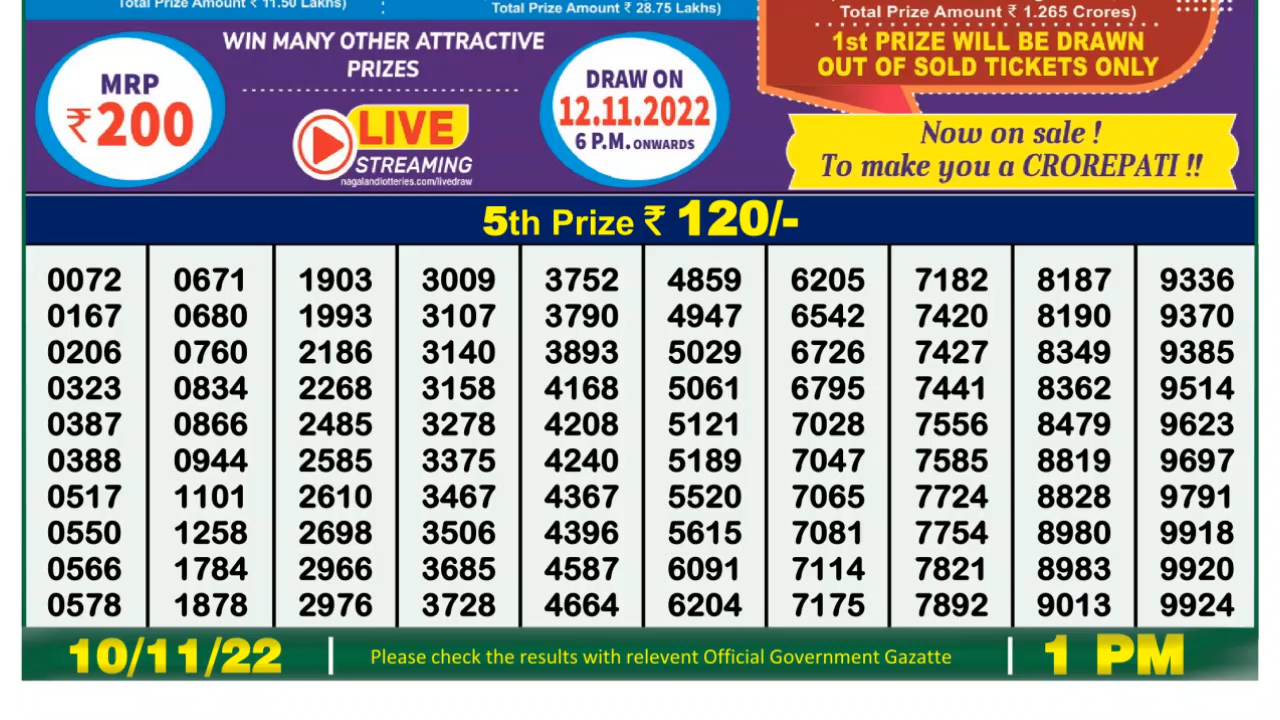 Total Prize Amount ₹ 11.50 Lakhs)
Total Prize Amount ₹ 28.75 Lakhs)
Total Prize Amount ₹ 1.265 Crores)
1st PRIZE WILL BE DRAWN
OUT OF SOLD TICKETS ONLY
WIN MANY OTHER ATTRACTIVE
PRIZES
MRP
₹200
LIVE
STREAMING
nagalandlotteries.com/livedraw
DRAW ON
12.11.2022
6 P.M. ONWARDS
Now on sale !
To make you a CROREPATI !!
5th Prize ₹ 120/-
0072 0671 1903 3009 3752 4859 6205 7182 8187 9336
0167 0680 1993 3107 3790 4947 6542 7420 8190 9370
0206 0760 2186 3140 3893 5029 6726 7427 8349 9385
0323 0834 2268 3158 4168 5061 6795 7441 8362 9514
0387 0866 2485 3278 4208 5121 7028 7556 8479 9623
0388 0944 2585 3375 4240 5189 7047 7585 8819 9697
0517 1101 2610 3467 4367 5520 7065 7724 8828 9791
0550 1258 2698 3506 4396 5615 7081 7754 8980 9918
0566 1784 2966 3685 4587 6091 7114 7821 8983 9920
0578 1878 2976 3728 4664 6204 7175 7892 9013 9924
10/11/22
Please check the results with relevent Official Government Gazatte
1 PM